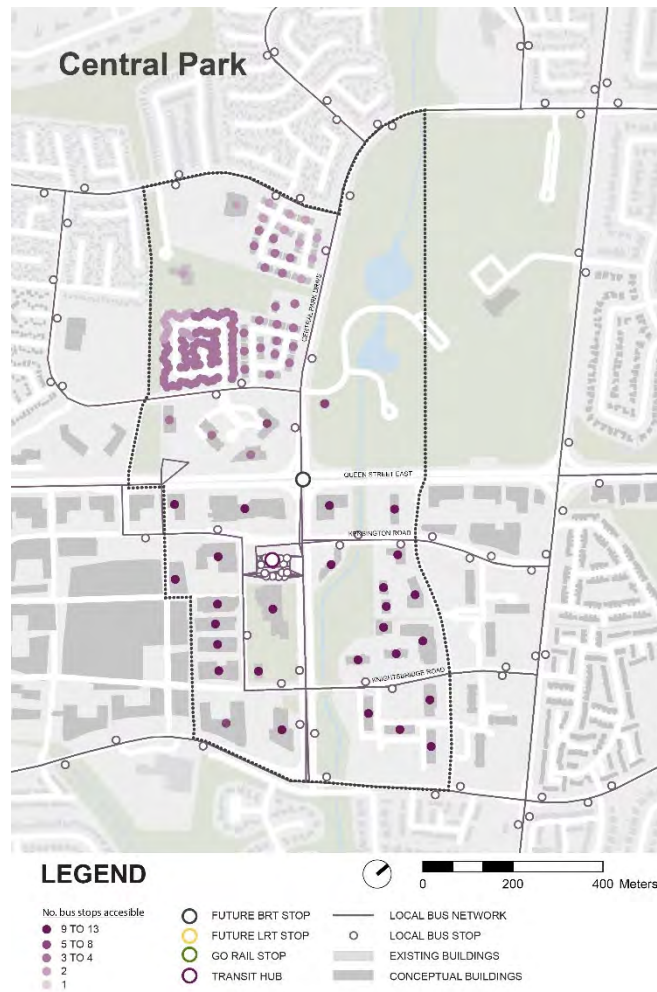 Central Park
CENTRAL PARK DRIVE
QUEEN STREET EAST
KENSINGTON ROAD
KNIGHTSBRIDGE ROAD
LEGEND
No. bus stops accesible
9 TO 13
5 TO 8
3 TO 4
2
1
FUTURE BRT STOP
FUTURE LRT STOP
GO RAIL STOP
TRANSIT HUB
LOCAL BUS NETWORK
LOCAL BUS STOP
EXISTING BUILDINGS
CONCEPTUAL BUILDINGS
0 200 400 Meters